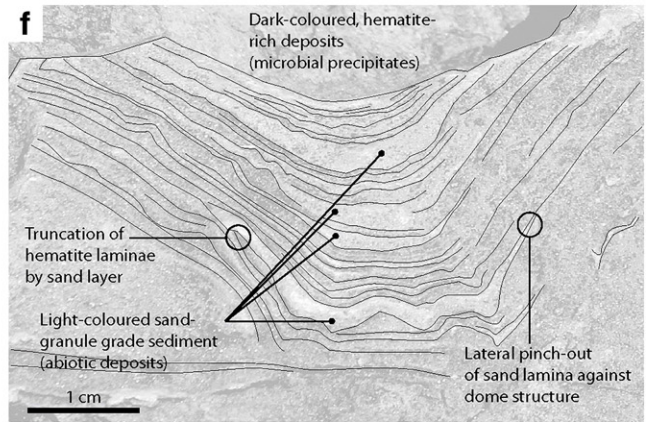 f
Dark-coloured, hematite-
rich deposits
(microbial precipitates)
Truncation of
hematite laminae
by sand layer
Light-coloured sand-
granule grade sediment
(abiotic deposits)
Lateral pinch-out
of sand lamina against
dome structure
1 cm